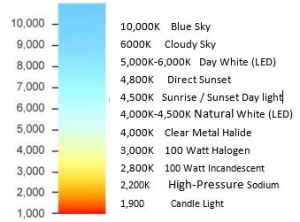 10,000
9,000
8,000
7,000
6,000
5,000
4,000
3,000
2,000
1,000
10,000K Blue Sky
6000K Cloudy Sky
5,000K-6,000K Day White (LED)
4,800K Direct Sunset
4,500K Sunrise / Sunset Day light
4,000K-4,500K Natural White (LED)
4,000K Clear Metal Halide
3,000K 100 Watt Halogen
2,800K 100 Watt Incandescent
2,200K High-Pressure Sodium
1,900 Candle Light